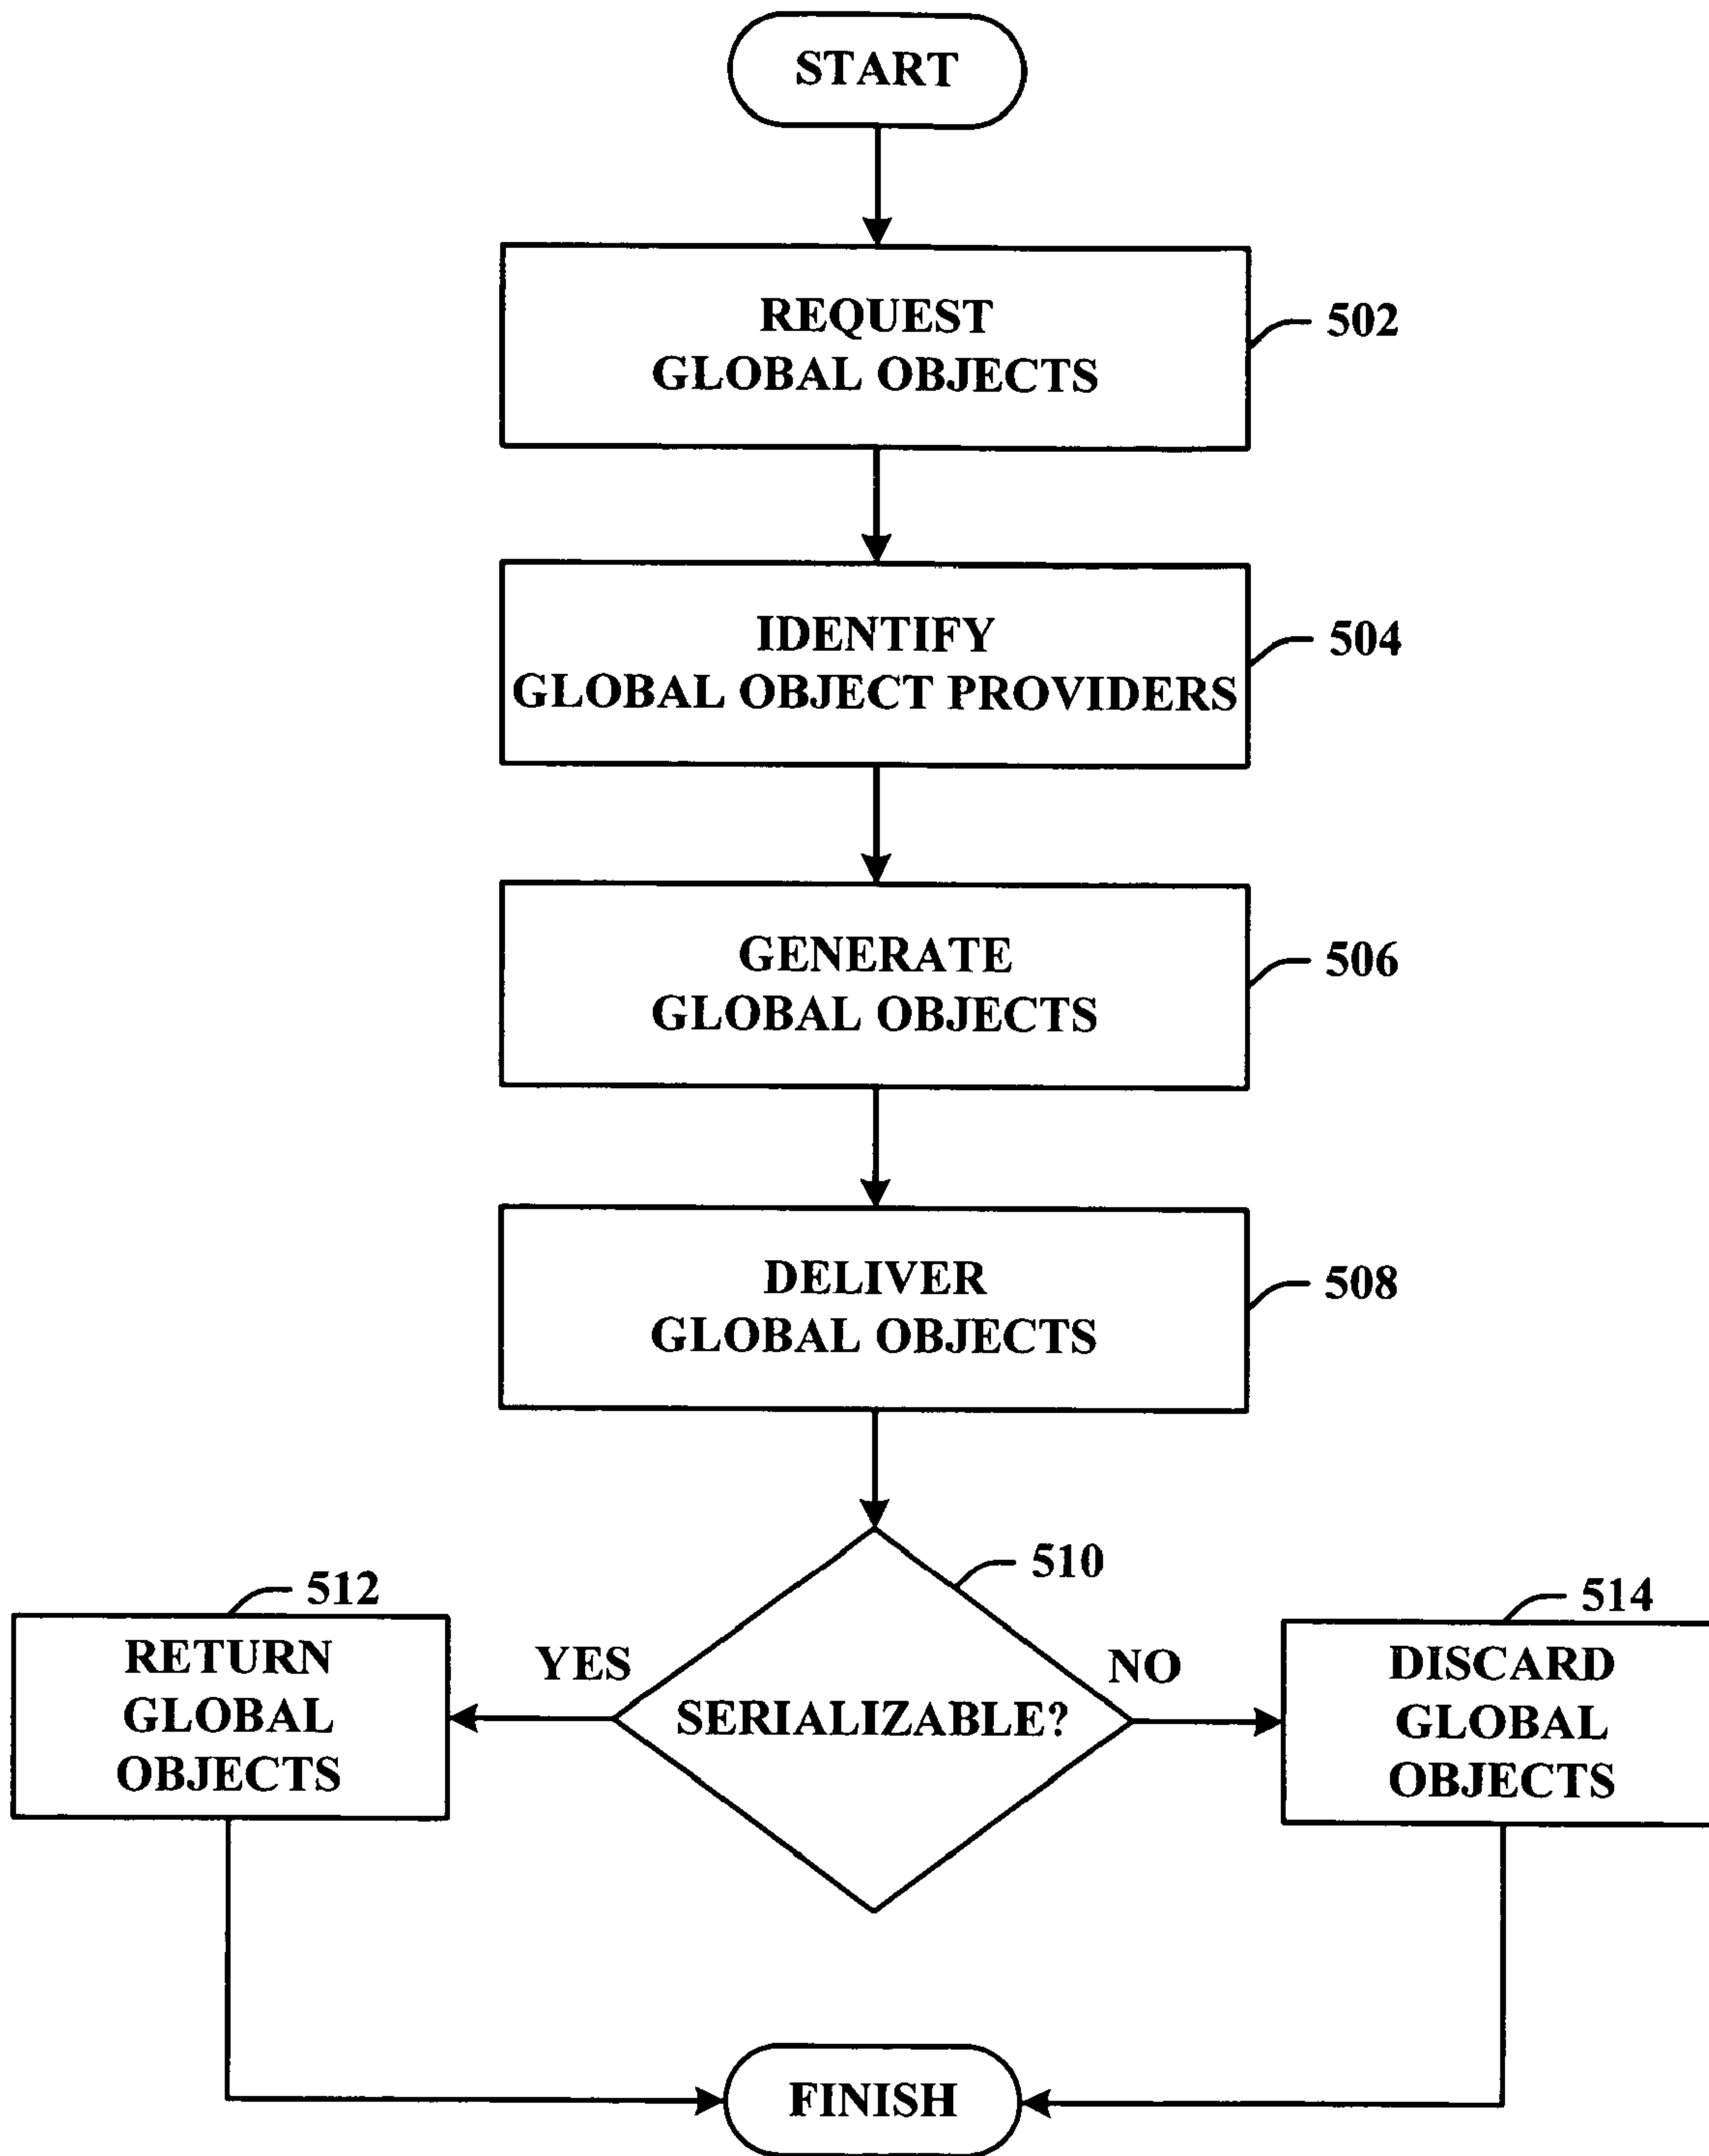 START
REQUEST
GLOBAL OBJECTS
502
IDENTIFY
GLOBAL OBJECT PROVIDERS
504
GENERATE
GLOBAL OBJECTS
506
DELIVER
GLOBAL OBJECTS
508
510
SERIALIZABLE?
YES
NO
512
RETURN
GLOBAL
OBJECTS
514
DISCARD
GLOBAL
OBJECTS
FINISH